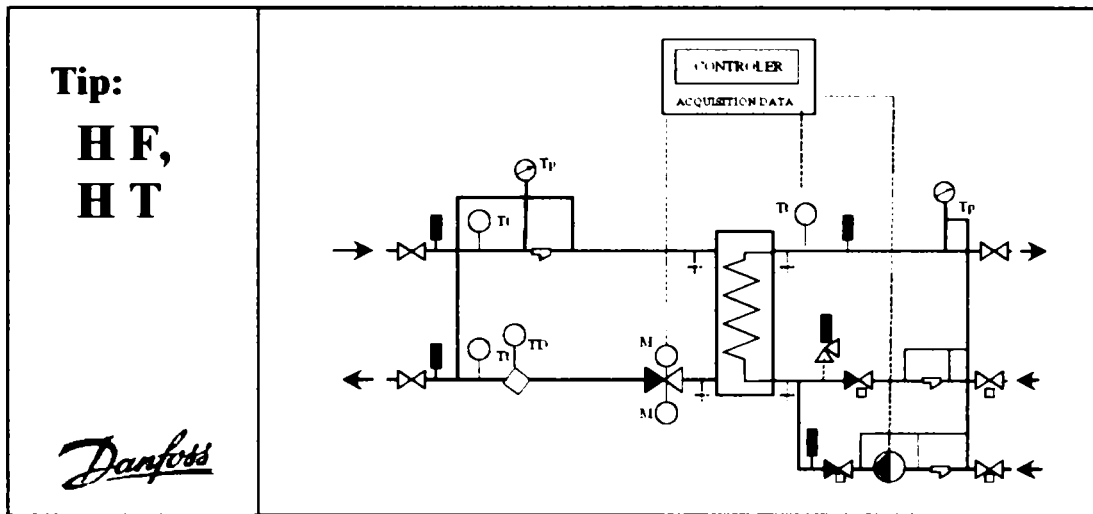 Tip:
H F,
H T
Danfoss
CONTROLER
ACQUISITION DATA
Tp
Tt
Tt
Tp
Tt
TD
M
M